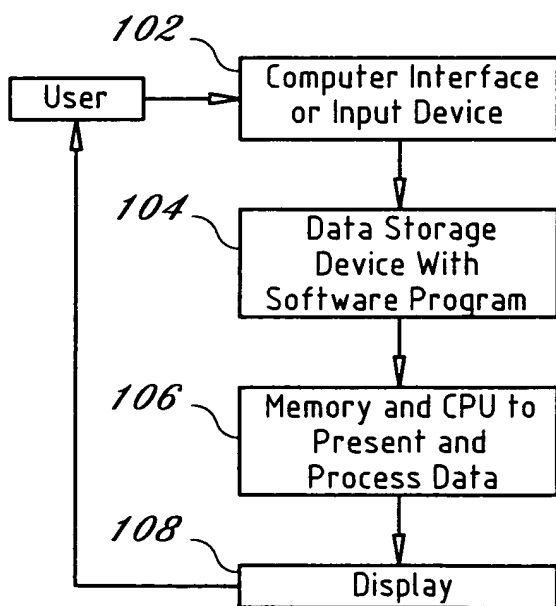 102
User
Computer Interface
or Input Device
104
Data Storage
Device With
Software Program
106
Memory and CPU to
Present and
Process Data
108
Display